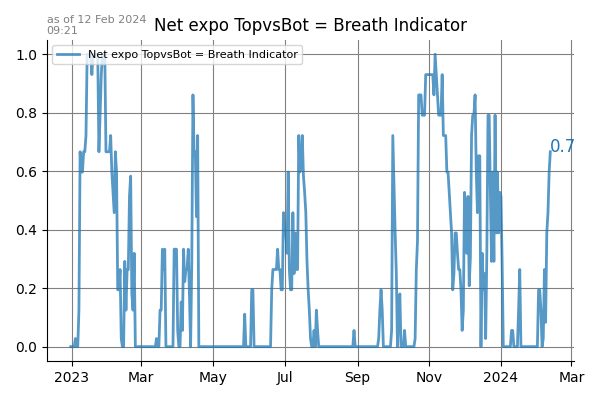 as of 12 Feb 2024
09:21
Net expo TopvsBot = Breath Indicator
Net expo TopvsBot = Breath Indicator
1.0
0.8
0.7
0.6
0.4
0.2
0.0
2023 Mar May Jul Sep Nov 2024 Mar